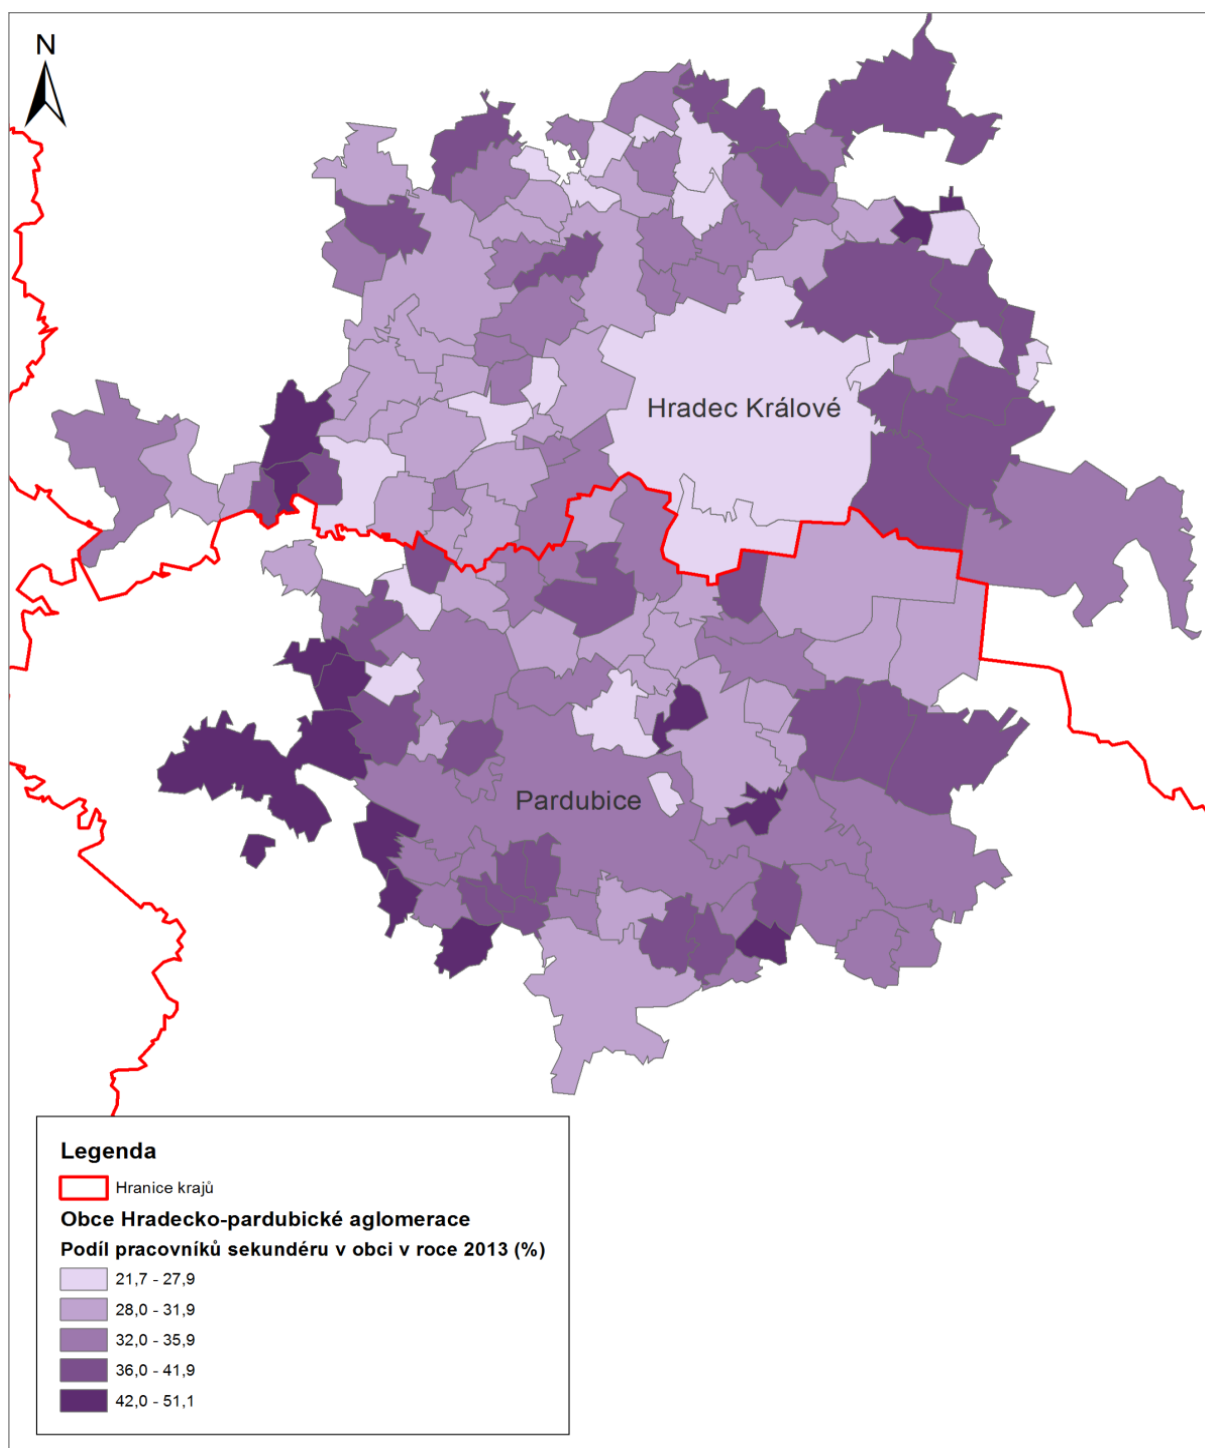 N
Hradec Králové
Pardubice
Legenda
Hranice krajů
Obce Hradecko-pardubické aglomerace
Podíl pracovníků sekundéru v obci v roce 2013 (%)
21,7 - 27,9
28,0 - 31,9
32,0 - 35,9
36,0 - 41,9
42,0 - 51,1